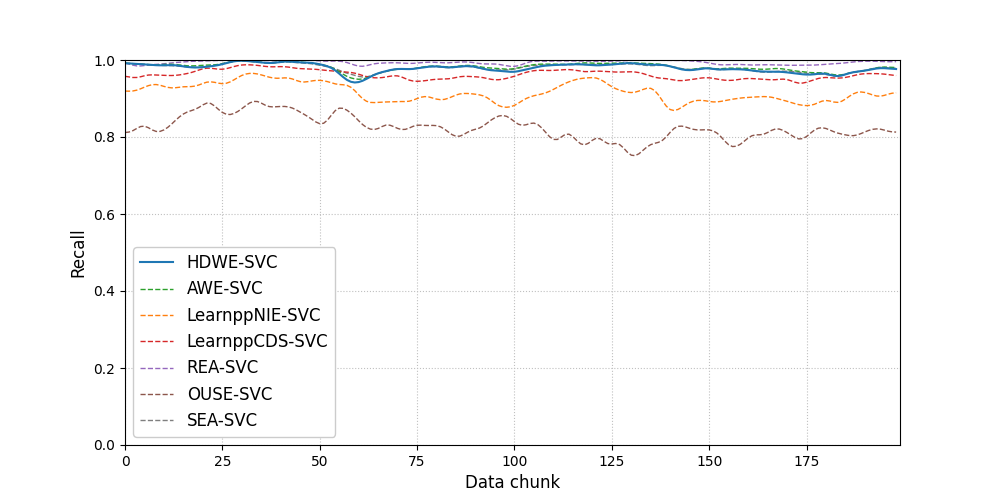 1.0
0.8
0.6
0.4
0.2
0.0
Recall
HDWE-SVC
AWE-SVC
LearnppNIE-SVC
LearnppCDS-SVC
REA-SVC
OUSE-SVC
SEA-SVC
0 25 50 75 100 125 150 175
Data chunk